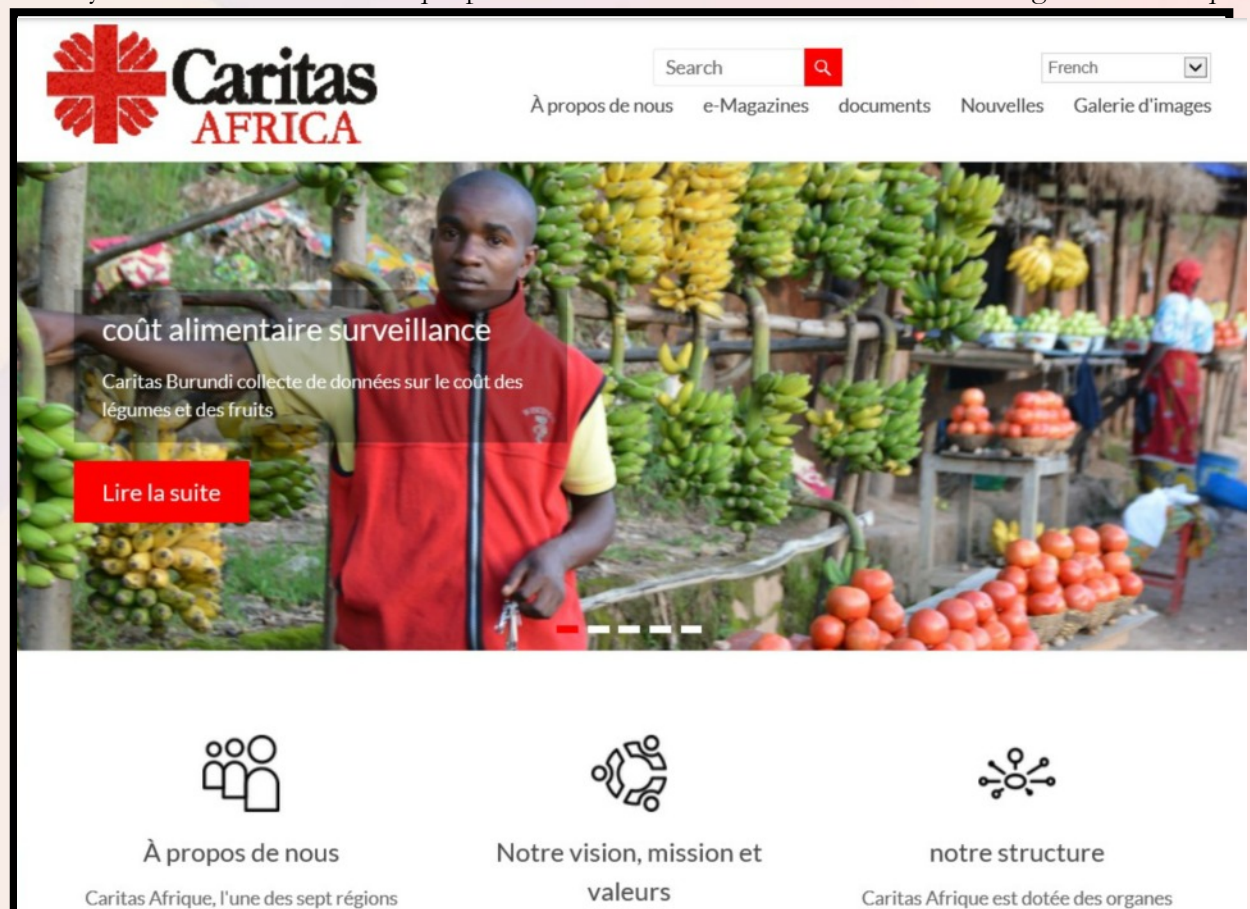 Caritas
AFRICA
Search
French
À propos de nous e-Magazines documents Nouvelles Galerie d'images
coût alimentaire surveillance
Caritas Burundi collecte de données sur le coût des
légumes et des fruits
Lire la suite
À propos de nous
Caritas Afrique, l'une des sept régions
Notre vision, mission et
valeurs
notre structure
Caritas Afrique est dotée des organes